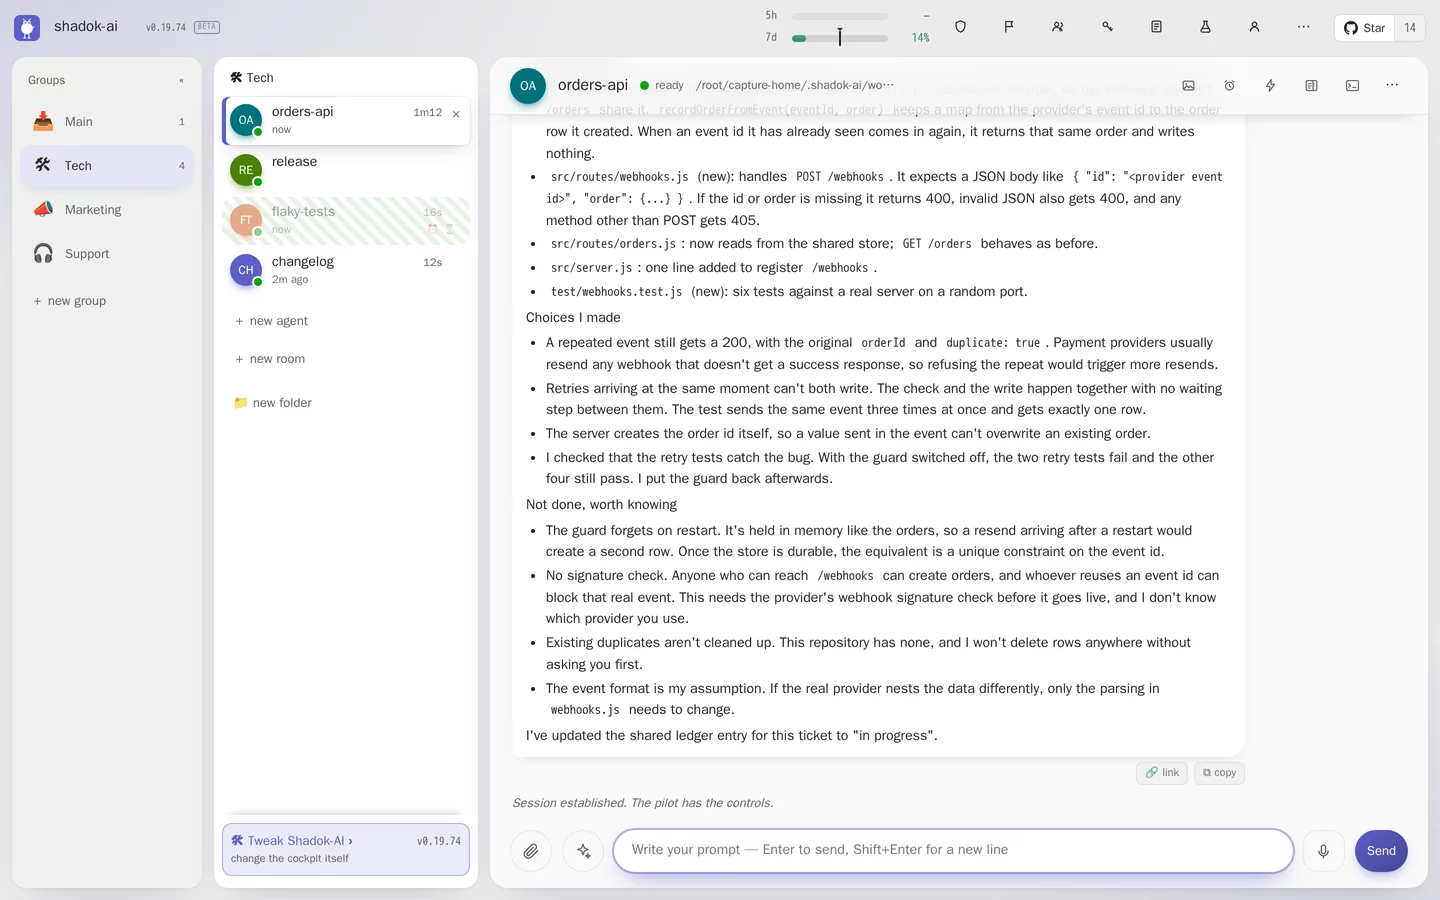 shadok-ai v0.19.74 BETA
5h –
7d 14%
Star 14
Groups «
Main 1
Tech 4
Marketing
Support
+ new group
Tech
OA orders-api 1m12 ×
now
RE release
FT flaky-tests 16s
now
CH changelog 12s
2m ago
+ new agent
+ new room
new folder
Tweak Shadok-AI › v0.19.74
change the cockpit itself
OA orders-api ready /root/capture-home/.shadok-ai/wo···
/orders share it. recordOrderFromEvent(eventId, order) keeps a map from the provider's event id to the order
row it created. When an event id it has already seen comes in again, it returns that same order and writes
nothing.
• src/routes/webhooks.js (new): handles POST /webhooks. It expects a JSON body like { "id": "<provider event
id>", "order": {...} }. If the id or order is missing it returns 400, invalid JSON also gets 400, and any
method other than POST gets 405.
• src/routes/orders.js: now reads from the shared store; GET /orders behaves as before.
• src/server.js: one line added to register /webhooks.
• test/webhooks.test.js (new): six tests against a real server on a random port.
Choices I made
• A repeated event still gets a 200, with the original orderId and duplicate: true. Payment providers usually
resend any webhook that doesn't get a success response, so refusing the repeat would trigger more resends.
• Retries arriving at the same moment can't both write. The check and the write happen together with no waiting
step between them. The test sends the same event three times at once and gets exactly one row.
• The server creates the order id itself, so a value sent in the event can't overwrite an existing order.
• I checked that the retry tests catch the bug. With the guard switched off, the two retry tests fail and the other
four still pass. I put the guard back afterwards.
Not done, worth knowing
• The guard forgets on restart. It's held in memory like the orders, so a resend arriving after a restart would
create a second row. Once the store is durable, the equivalent is a unique constraint on the event id.
• No signature check. Anyone who can reach /webhooks can create orders, and whoever reuses an event id can
block that real event. This needs the provider's webhook signature check before it goes live, and I don't know
which provider you use.
• Existing duplicates aren't cleaned up. This repository has none, and I won't delete rows anywhere without
asking you first.
• The event format is my assumption. If the real provider nests the data differently, only the parsing in
webhooks.js needs to change.
I've updated the shared ledger entry for this ticket to "in progress".
link copy
Session established. The pilot has the controls.
Write your prompt — Enter to send, Shift+Enter for a new line
Send